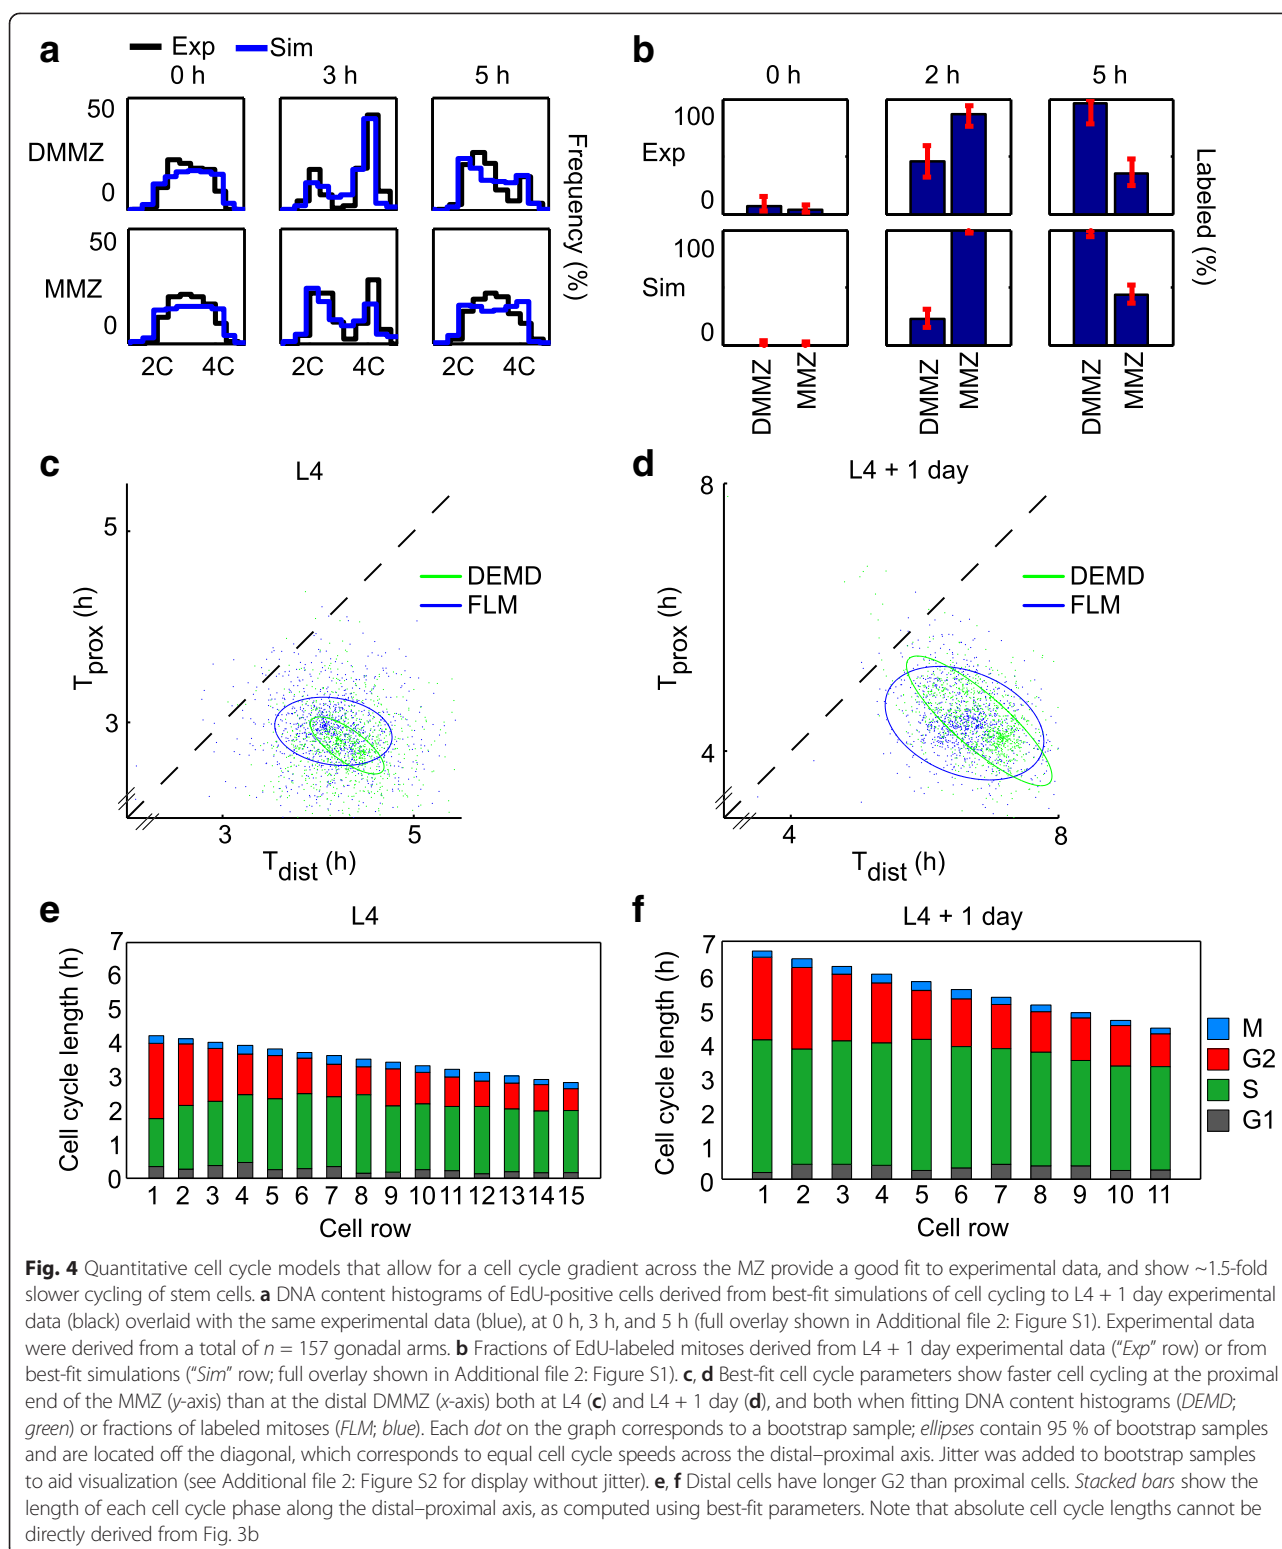 a
Exp Sim
0 h 3 h 5 h
DMMZ
50
0
MMZ
50
0
2C 4C 2C 4C 2C 4C
Frequency (%)
b
0 h 2 h 5 h
Exp
100
0
Sim
100
0
DMMZ MMZ DMMZ MMZ DMMZ MMZ
Labeled (%)
c
L4
5
3
3 5
Tprox (h)
Tdist (h)
DEMD
FLM
d
L4 + 1 day
8
4
4 8
Tprox (h)
Tdist (h)
DEMD
FLM
e
L4
Cell cycle length (h)
7
6
5
4
3
2
1
0
1 2 3 4 5 6 7 8 9 10 11 12 13 14 15
Cell row
f
L4 + 1 day
Cell cycle length (h)
7
6
5
4
3
2
1
0
1 2 3 4 5 6 7 8 9 10 11
Cell row
M
G2
S
G1
Fig. 4 Quantitative cell cycle models that allow for a cell cycle gradient across the MZ provide a good fit to experimental data, and show ~1.5-fold
slower cycling of stem cells. a DNA content histograms of EdU-positive cells derived from best-fit simulations of cell cycling to L4 + 1 day experimental
data (black) overlaid with the same experimental data (blue), at 0 h, 3 h, and 5 h (full overlay shown in Additional file 2: Figure S1). Experimental data
were derived from a total of n = 157 gonadal arms. b Fractions of EdU-labeled mitoses derived from L4 + 1 day experimental data (“Exp” row) or from
best-fit simulations (“Sim” row; full overlay shown in Additional file 2: Figure S1). c, d Best-fit cell cycle parameters show faster cell cycling at the proximal
end of the MMZ (y-axis) than at the distal DMMZ (x-axis) both at L4 (c) and L4 + 1 day (d), and both when fitting DNA content histograms (DEMD;
green) or fractions of labeled mitoses (FLM; blue). Each dot on the graph corresponds to a bootstrap sample; ellipses contain 95 % of bootstrap samples
and are located off the diagonal, which corresponds to equal cell cycle speeds across the distal–proximal axis. Jitter was added to bootstrap samples
to aid visualization (see Additional file 2: Figure S2 for display without jitter). e, f Distal cells have longer G2 than proximal cells. Stacked bars show the
length of each cell cycle phase along the distal–proximal axis, as computed using best-fit parameters. Note that absolute cell cycle lengths cannot be
directly derived from Fig. 3b